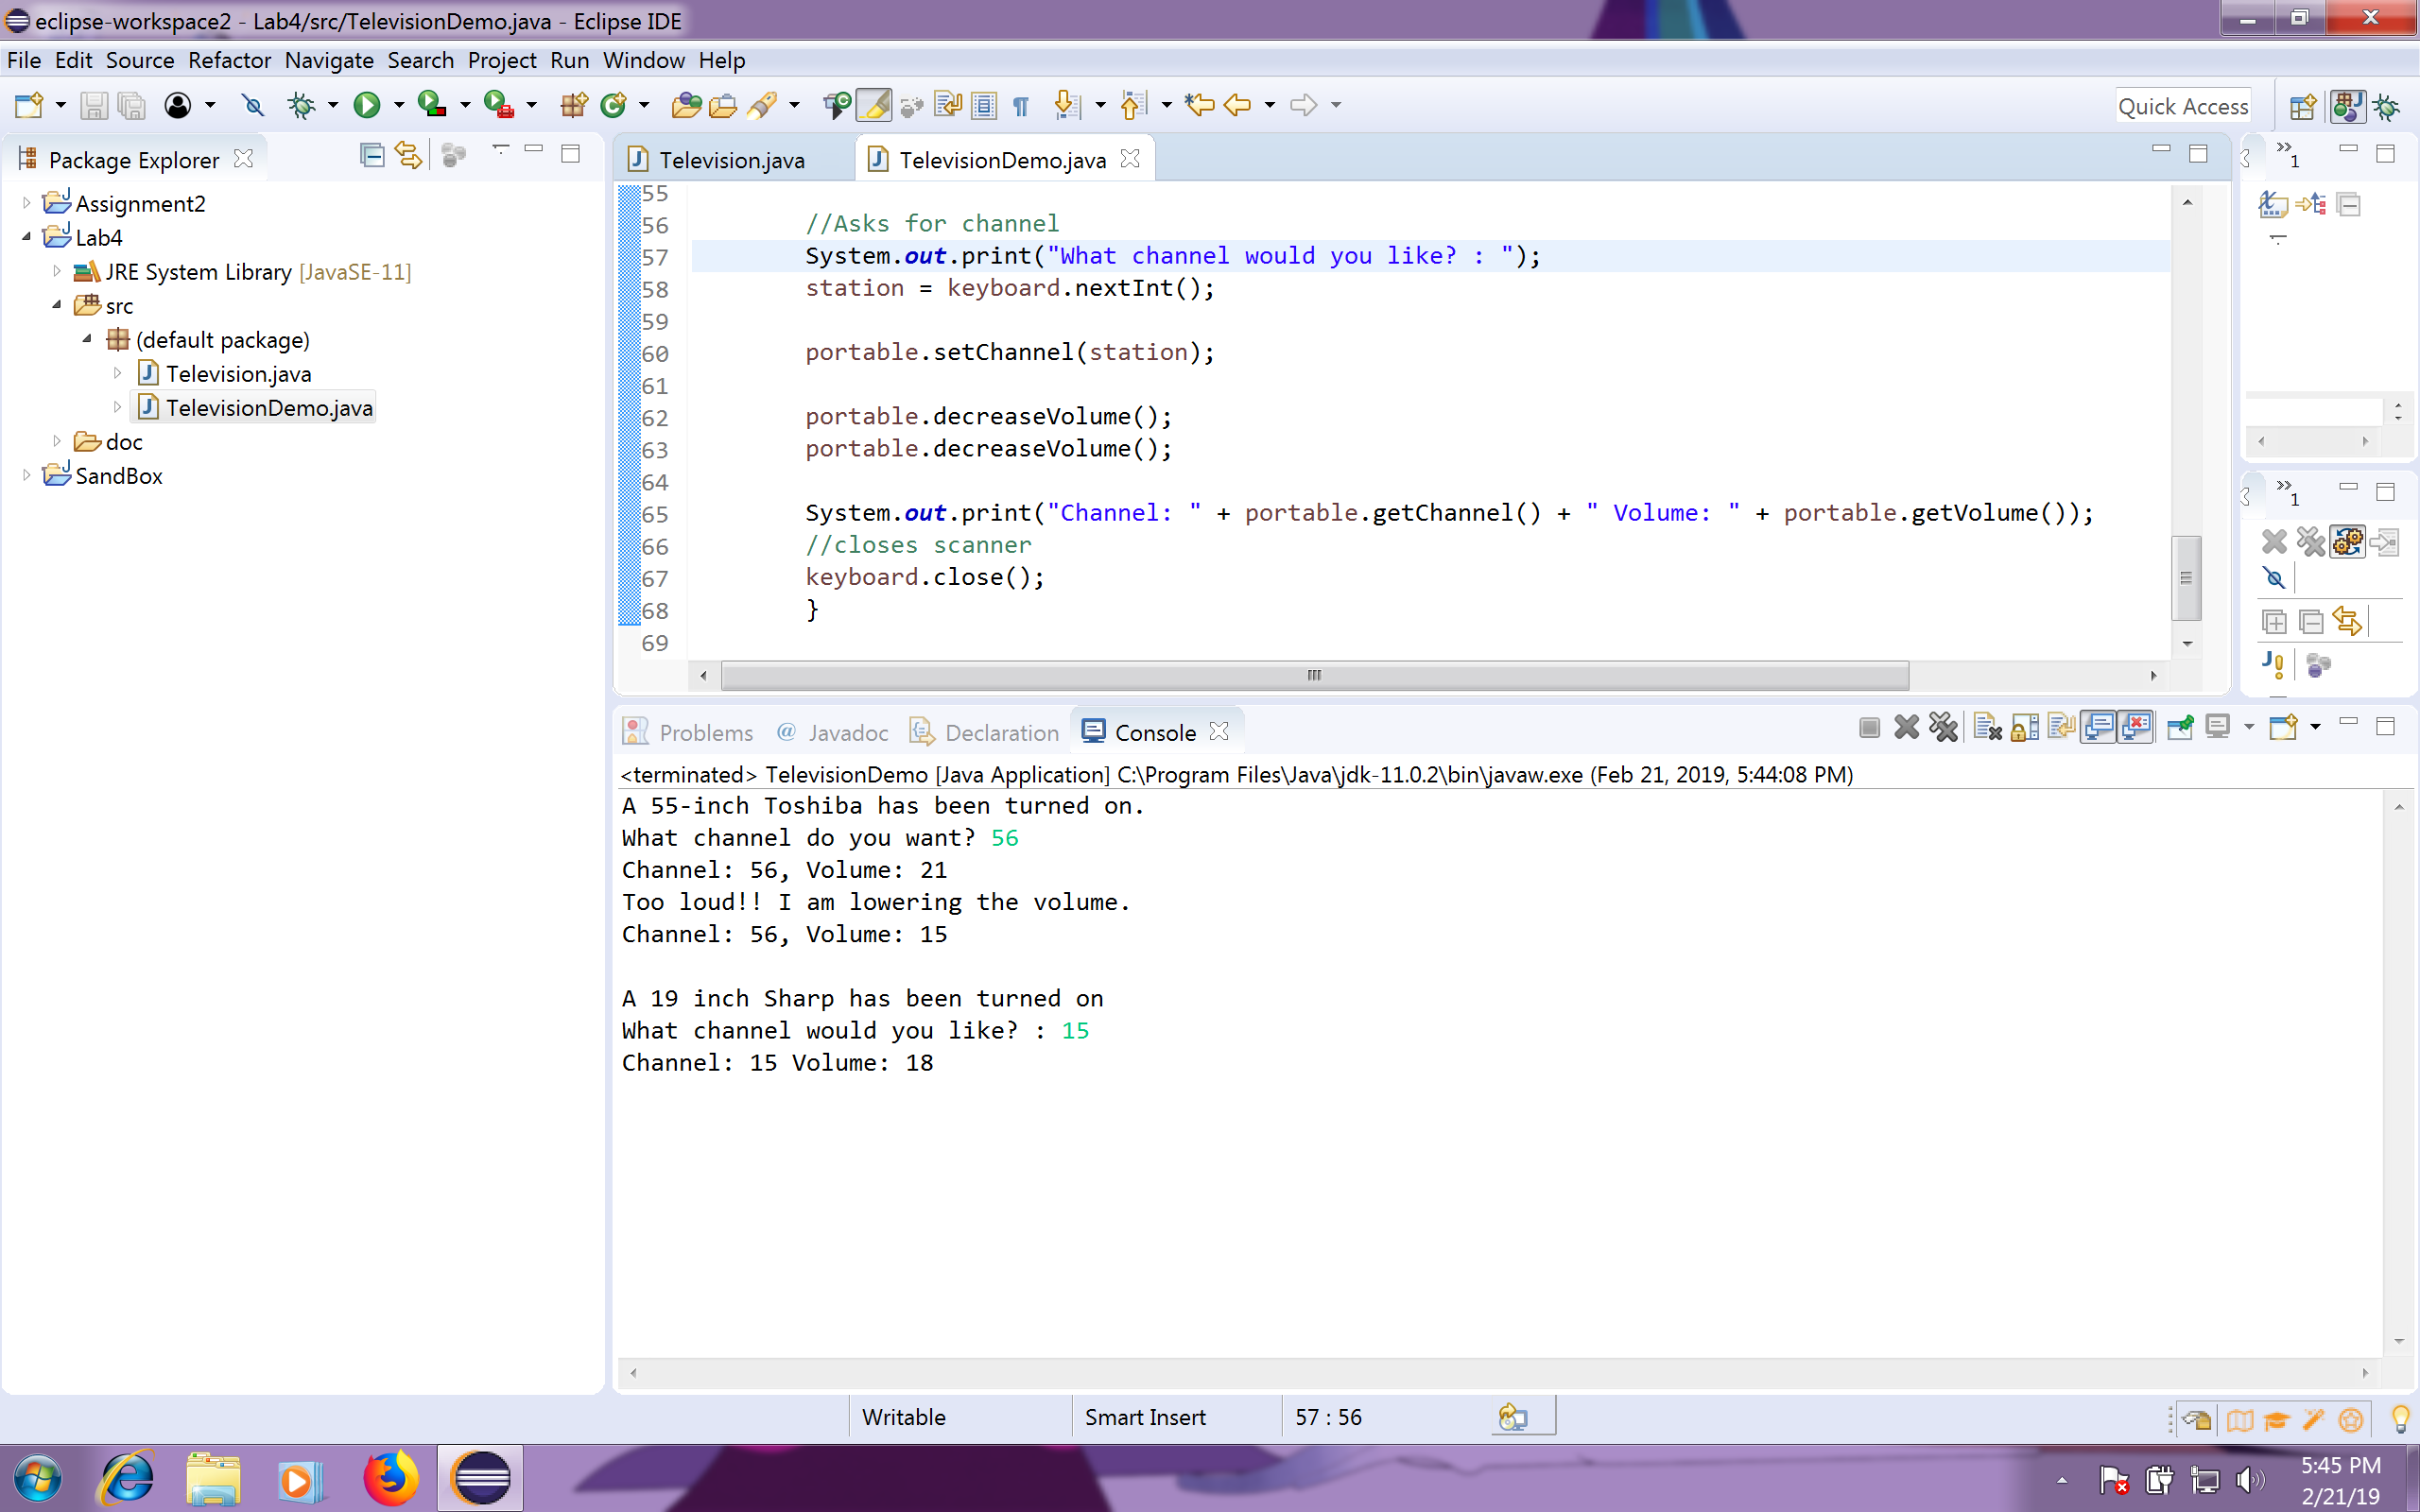 eclipse-workspace2 - Lab4/src/TelevisionDemo.java - Eclipse IDE
File Edit Source Refactor Navigate Search Project Run Window Help
Quick Access
Package Explorer
Assignment2
Lab4
JRE System Library [JavaSE-11]
src
(default package)
Television.java
TelevisionDemo.java
doc
SandBox
Television.java TelevisionDemo.java
55
56 //Asks for channel
57 System.out.print("What channel would you like? : ");
58 station = keyboard.nextInt();
59
60 portable.setChannel(station);
61
62 portable.decreaseVolume();
63 portable.decreaseVolume();
64
65 System.out.print("Channel: " + portable.getChannel() + " Volume: " + portable.getVolume());
66 //closes scanner
67 keyboard.close();
68 }
69
1
1
Problems @ Javadoc Declaration Console
<terminated> TelevisionDemo [Java Application] C:\Program Files\Java\jdk-11.0.2\bin\javaw.exe (Feb 21, 2019, 5:44:08 PM)
A 55-inch Toshiba has been turned on.
What channel do you want? 56
Channel: 56, Volume: 21
Too loud!! I am lowering the volume.
Channel: 56, Volume: 15
A 19 inch Sharp has been turned on
What channel would you like? : 15
Channel: 15 Volume: 18
Writable Smart Insert 57 : 56
5:45 PM
2/21/19